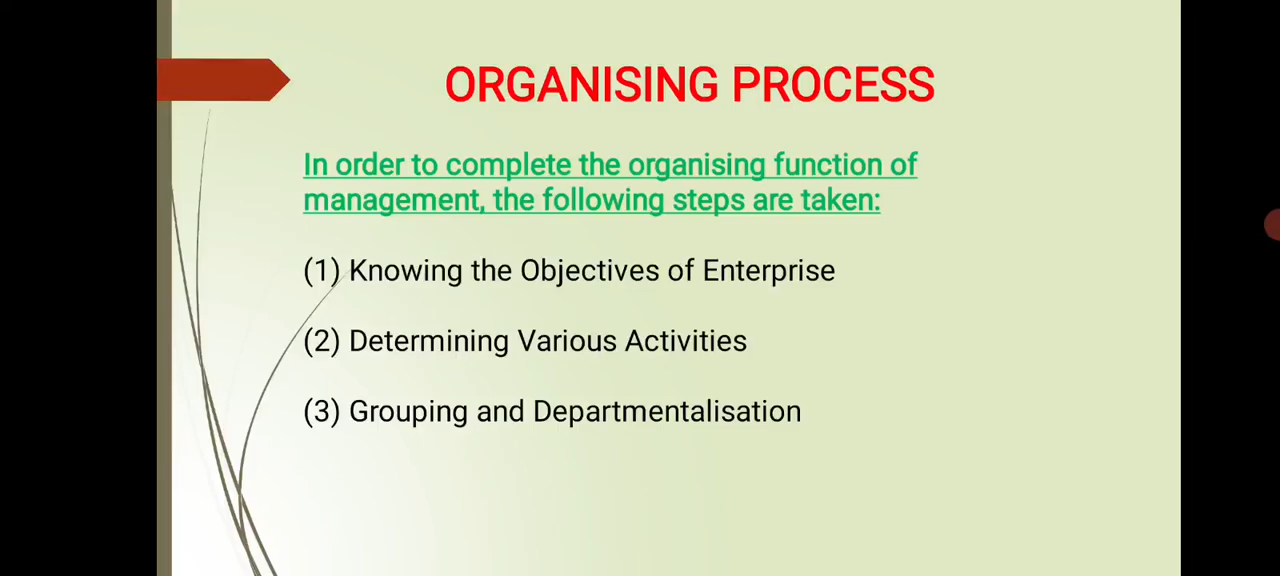 ORGANISING PROCESS
In order to complete the organising function of
management, the following steps are taken:
(1) Knowing the Objectives of Enterprise
(2) Determining Various Activities
(3) Grouping and Departmentalisation